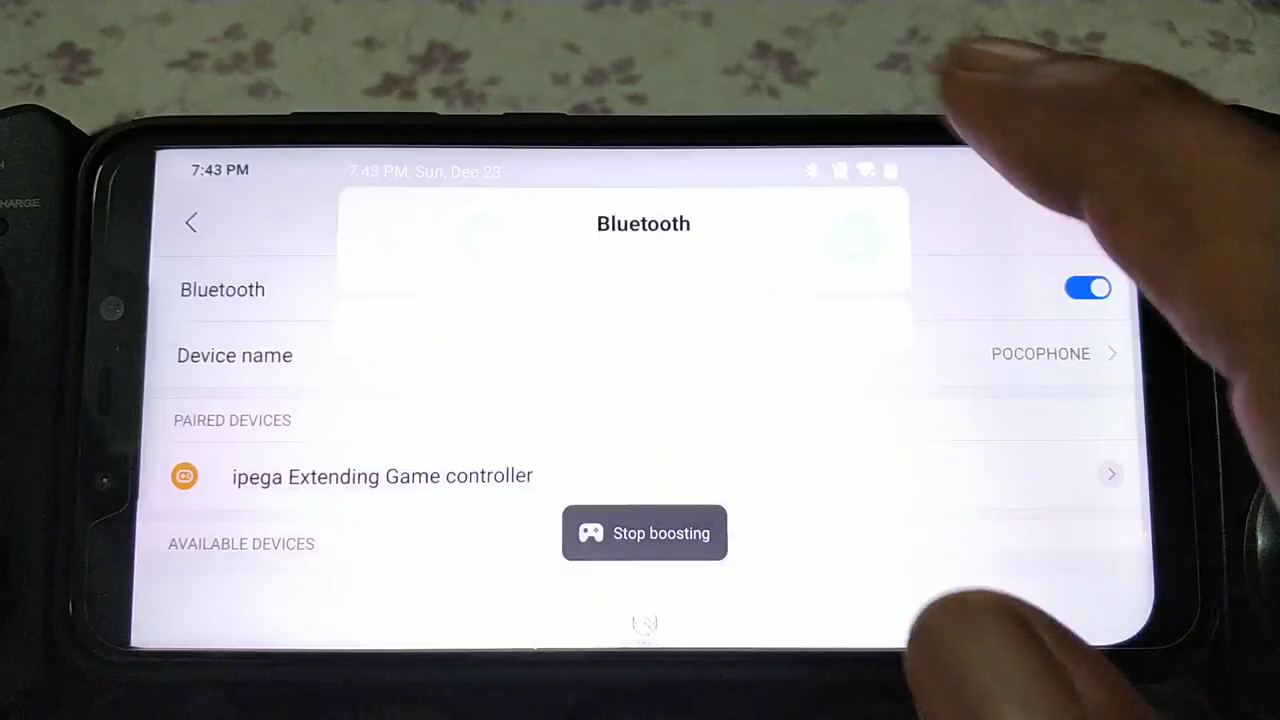 7:43 PM
7:43 PM, Sun, Dec 23
HARGE
Bluetooth
Bluetooth
Device name
POCOPHONE
PAIRED DEVICES
ipega Extending Game controller
Stop boosting
AVAILABLE DEVICES